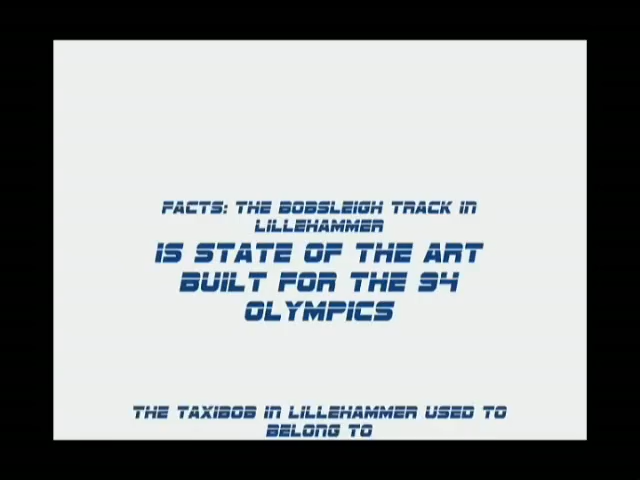 FACTS: THE BOBSLEIGH TRACK IN
LILLEHAMMER
IS STATE OF THE ART
BUILT FOR THE 94
OLYMPICS
THE TAXIBOB IN LILLEHAMMER USED TO
BELONG TO